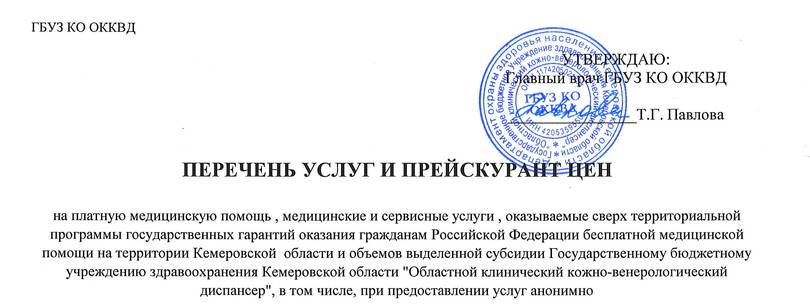 ГБУЗ КО ОККВД
УТВЕРЖДАЮ:
Главный врач ГБУЗ КО ОККВД
ГБУЗ КО
ОККВД
Т.Г. Павлова
ПЕРЕЧЕНЬ УСЛУГ И ПРЕЙСКУРАНТ ЦЕН
на платную медицинскую помощь , медицинские и сервисные услуги , оказываемые сверх территориальной
программы государственных гарантий оказания гражданам Российской Федерации бесплатной медицинской
помощи на территории Кемеровской области и объемов выделенной субсидии Государственному бюджетному
учреждению здравоохранения Кемеровской области "Областной клинический кожно-венерологический
диспансер", в том числе, при предоставлении услуг анонимно